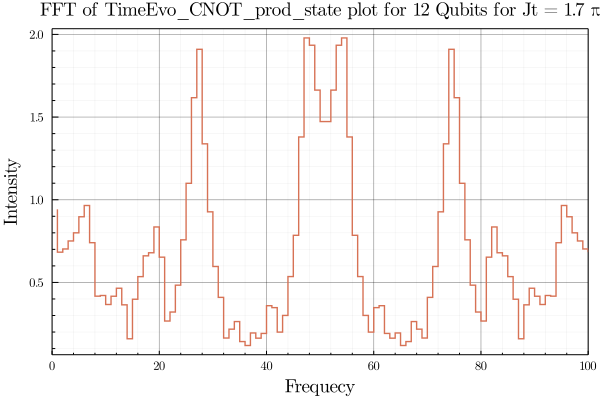 FFT of TimeEvo_CNOT_prod_state plot for 12 Qubits for Jt = 1.7 π
2.0
1.5
1.0
0.5
Intensity
0 20 40 60 80 100
Frequecy